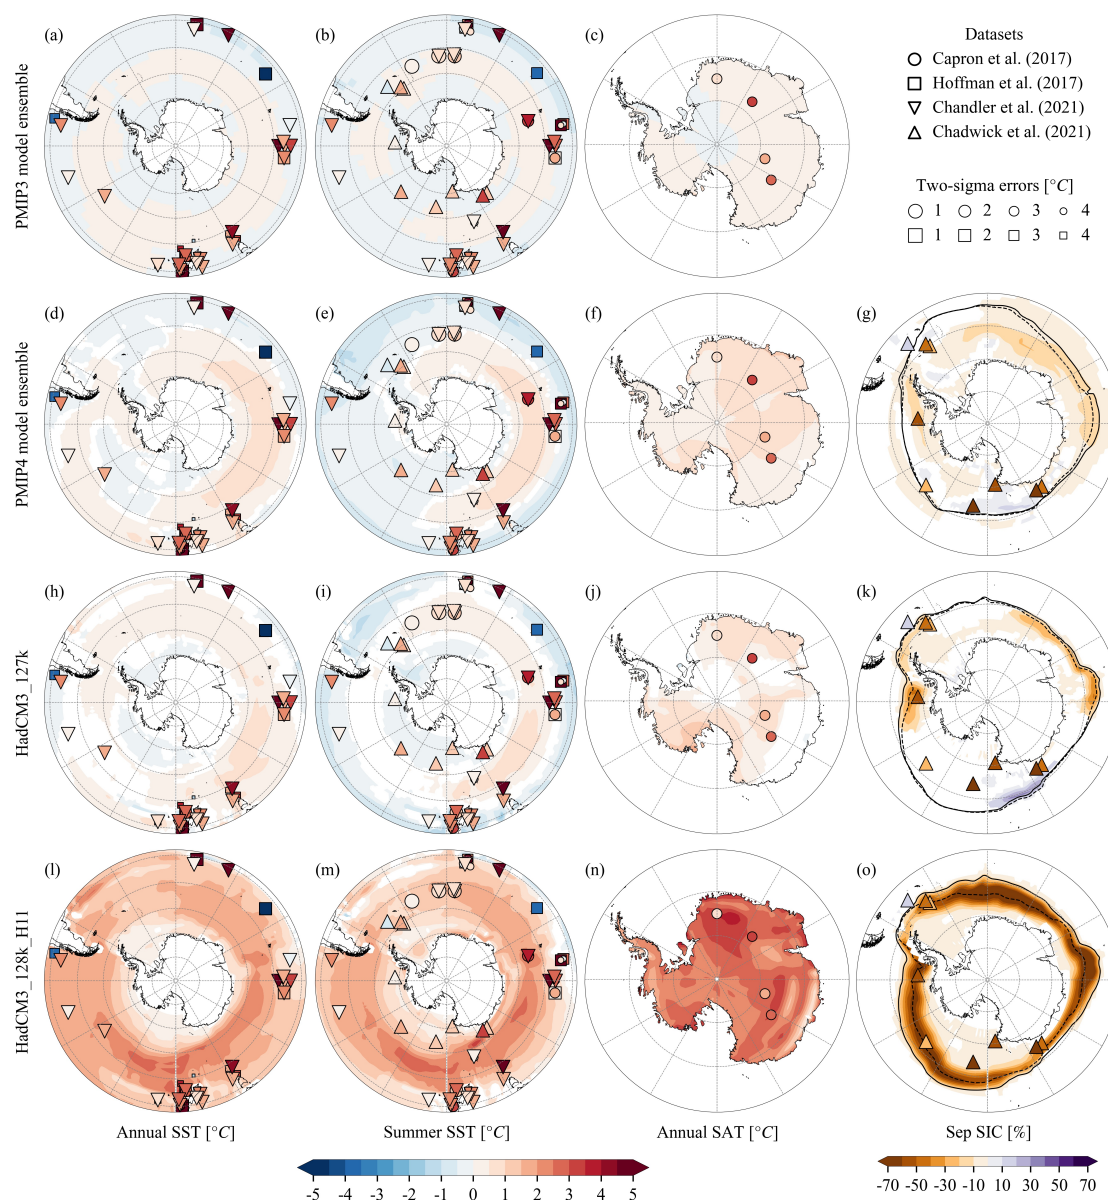 (a)
(b)
(c)
Datasets
Capron et al. (2017)
Hoffman et al. (2017)
Chandler et al. (2021)
Chadwick et al. (2021)
Two-sigma errors [°C]
1 2 3 4
1 2 3 4
PMIP3 model ensemble
(d)
(e)
(f)
(g)
PMIP4 model ensemble
(h)
(i)
(j)
(k)
HadCM3_127k
(l)
(m)
(n)
(o)
HadCM3_128k_H11
Annual SST [°C]
Summer SST [°C]
Annual SAT [°C]
Sep SIC [%]
-5 -4 -3 -2 -1 0 1 2 3 4 5
-70 -50 -30 -10 10 30 50 70